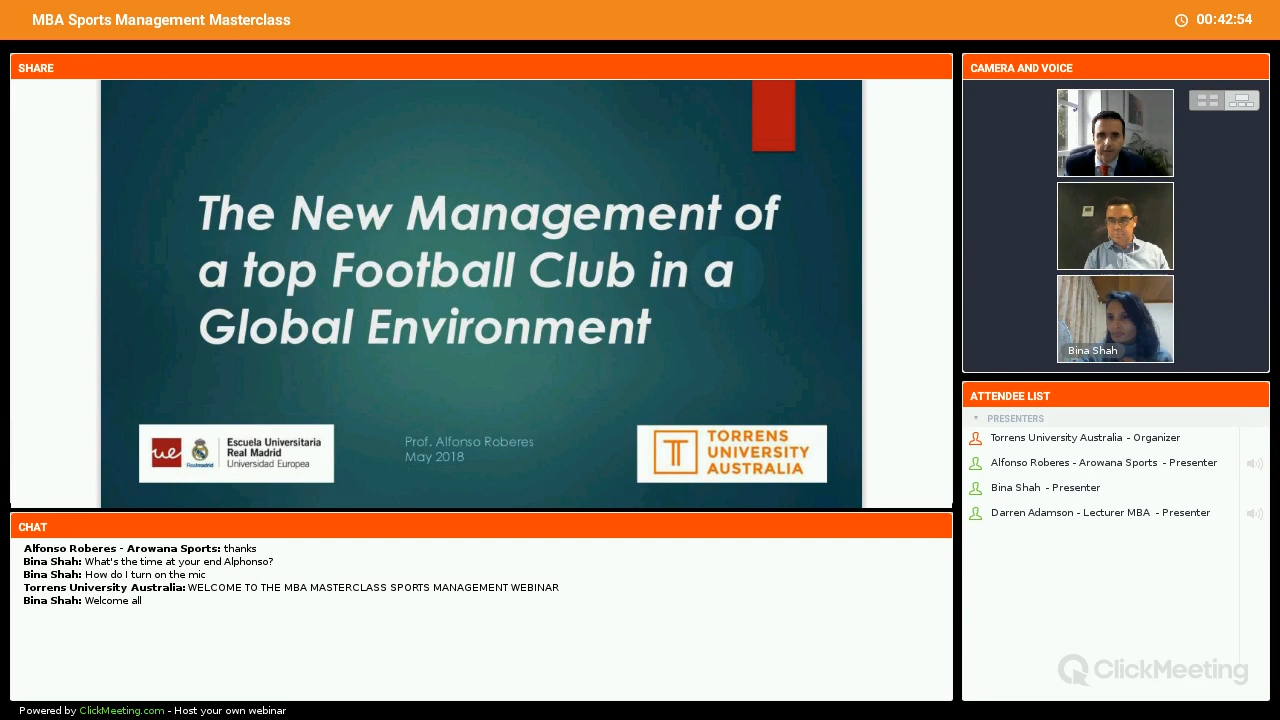 MBA Sports Management Masterclass
00:42:54
SHARE
The New Management of
a top Football Club in a
Global Environment
ue
Realmadrid
Escuela Universitaria
Real Madrid
Universidad Europea
Prof. Alfonso Roberes
May 2018
TORRENS
UNIVERSITY
AUSTRALIA
CHAT
Alfonso Roberes - Arowana Sports: thanks
Bina Shah: What's the time at your end Alphonso?
Bina Shah: How do I turn on the mic
Torrens University Australia: WELCOME TO THE MBA MASTERCLASS SPORTS MANAGEMENT WEBINAR
Bina Shah: Welcome all
CAMERA AND VOICE
Bina Shah
ATTENDEE LIST
PRESENTERS
Torrens University Australia - Organizer
Alfonso Roberes - Arowana Sports - Presenter
Bina Shah - Presenter
Darren Adamson - Lecturer MBA - Presenter
ClickMeeting
Powered by ClickMeeting.com - Host your own webinar